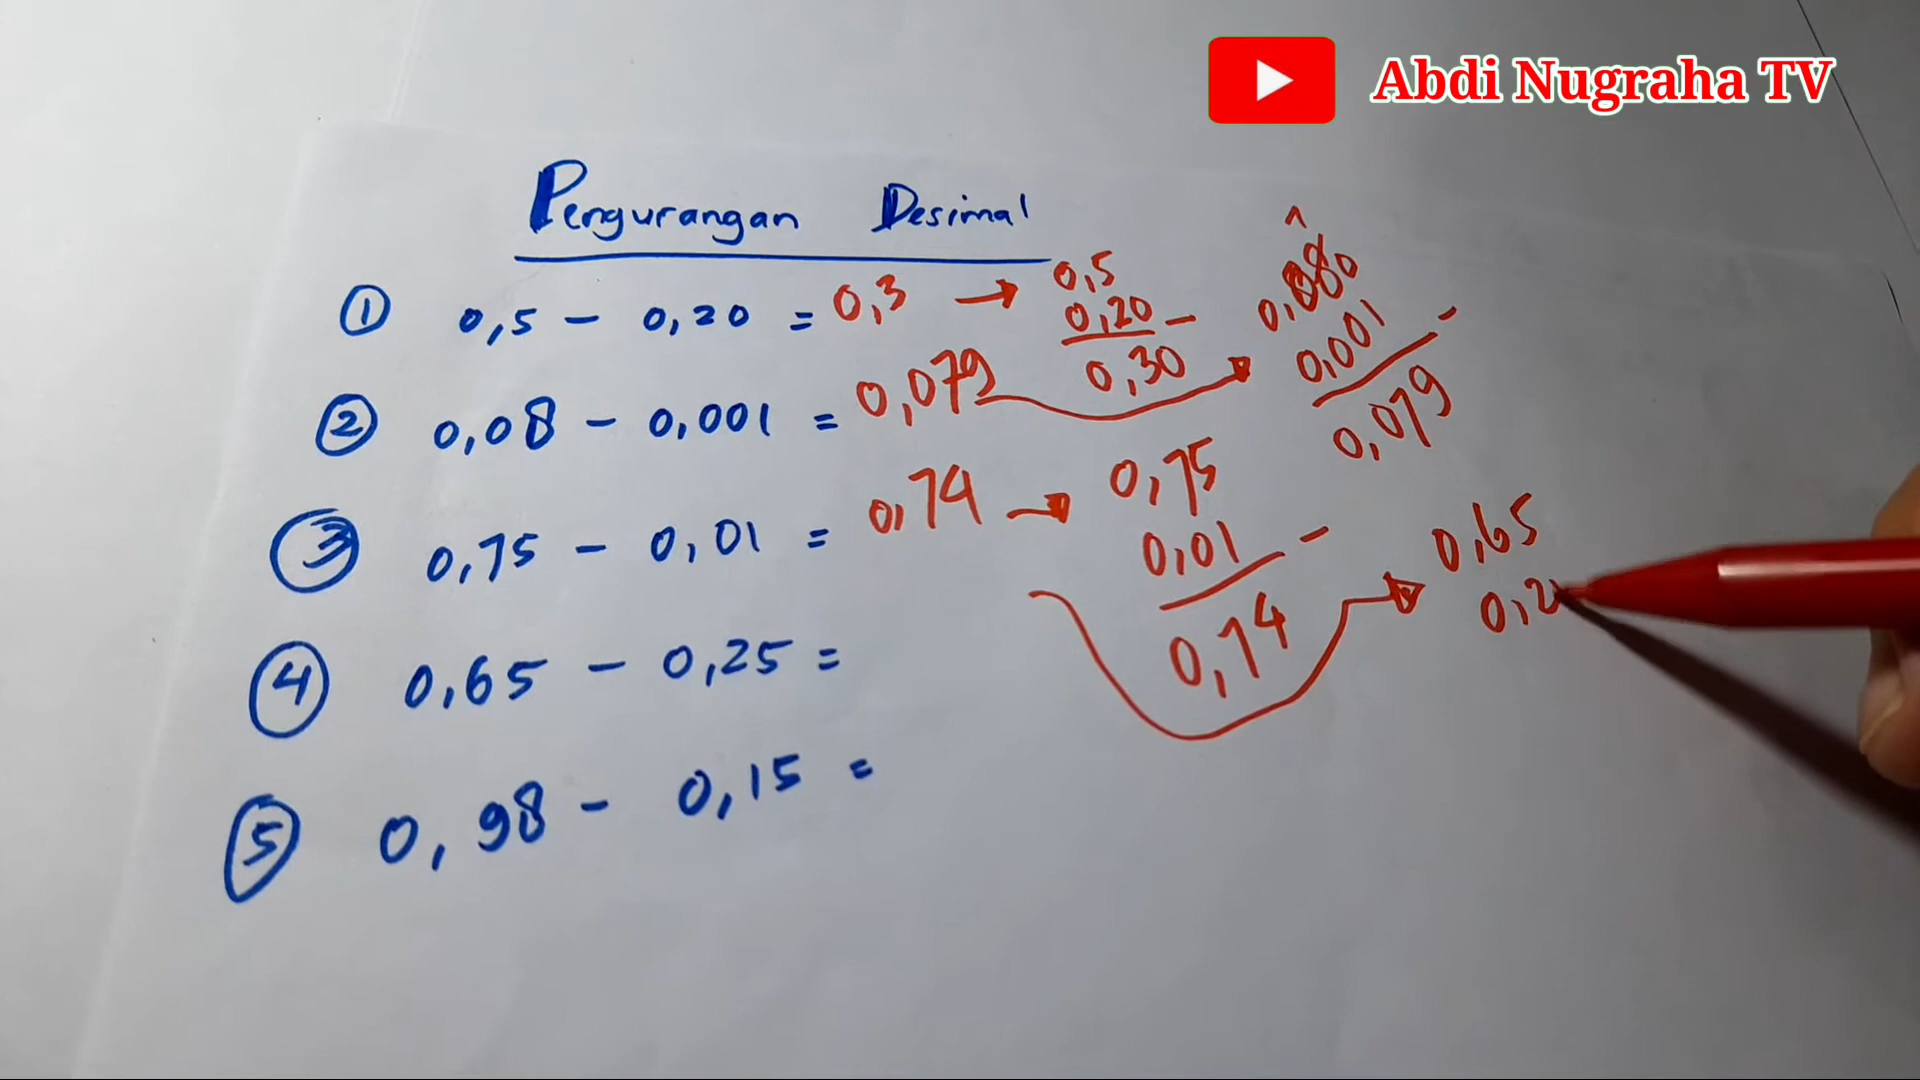 Abdi Nugraha TV
Pengurangan Desimal
① 0,5 - 0,20 = 0,3 →
0,5
0,20 -
0,30
② 0,08 - 0,001 = 0,079
0,080
0,001 -
0,079
③ 0,75 - 0,01 = 0,74 →
0,75
0,01 -
0,74
④ 0,65 - 0,25 =
0,65
0,2
⑤ 0,98 - 0,15 =